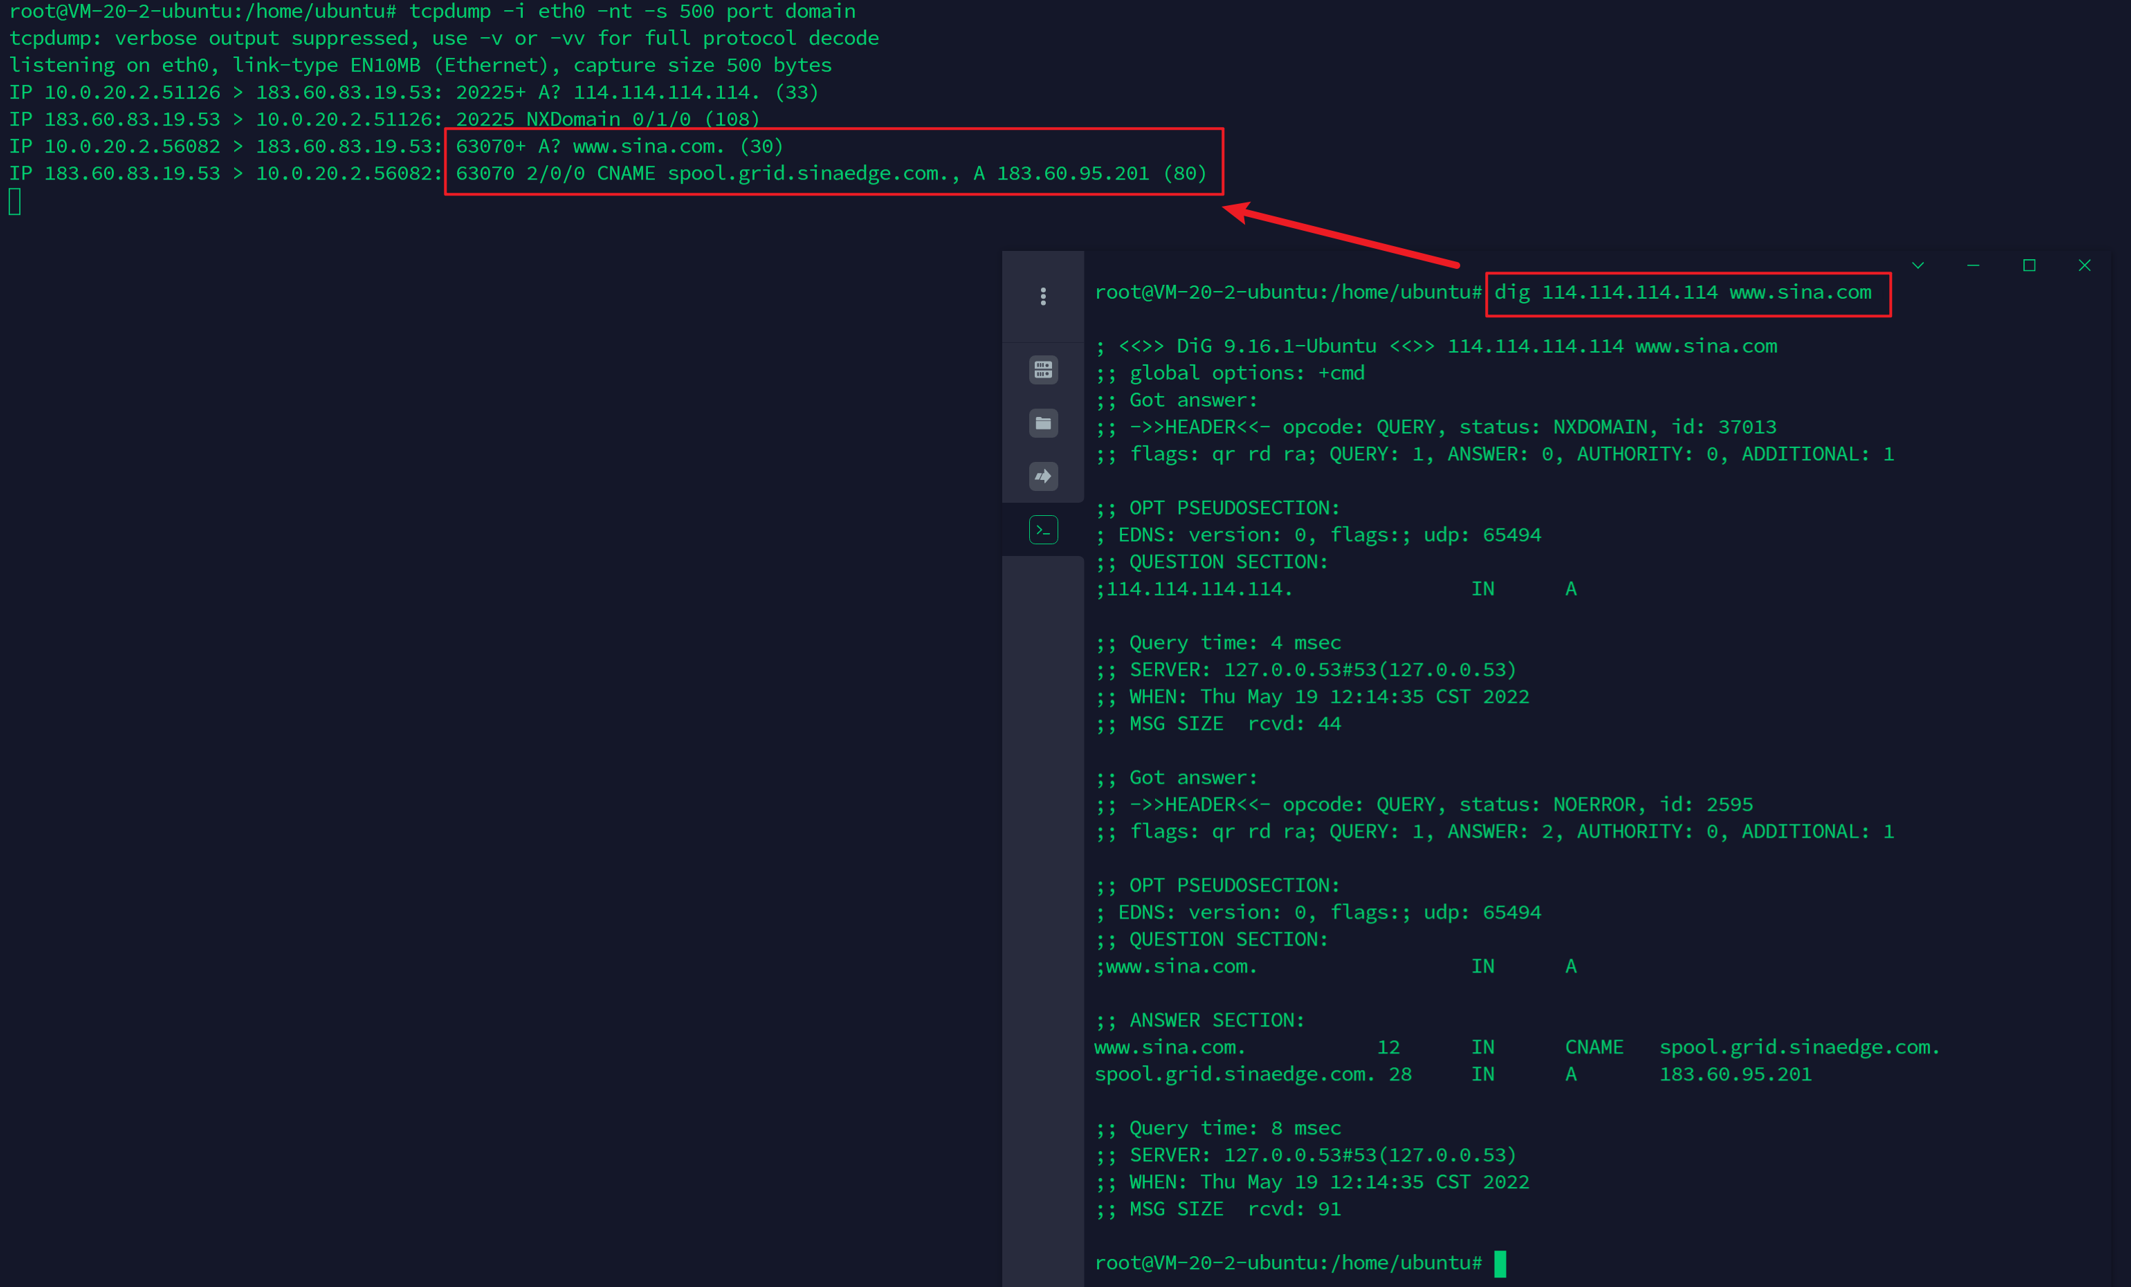 root@VM-20-2-ubuntu:/home/ubuntu# tcpdump -i eth0 -nt -s 500 port domain
tcpdump: verbose output suppressed, use -v or -vv for full protocol decode
listening on eth0, link-type EN10MB (Ethernet), capture size 500 bytes
IP 10.0.20.2.51126 > 183.60.83.19.53: 20225+ A? 114.114.114.114. (33)
IP 183.60.83.19.53 > 10.0.20.2.51126: 20225 NXDomain 0/1/0 (108)
IP 10.0.20.2.56082 > 183.60.83.19.53: 63070+ A? www.sina.com. (30)
IP 183.60.83.19.53 > 10.0.20.2.56082: 63070 2/0/0 CNAME spool.grid.sinaedge.com., A 183.60.95.201 (80)
root@VM-20-2-ubuntu:/home/ubuntu# dig 114.114.114.114 www.sina.com
; <<>> DiG 9.16.1-Ubuntu <<>> 114.114.114.114 www.sina.com
;; global options: +cmd
;; Got answer:
;; ->>HEADER<<- opcode: QUERY, status: NXDOMAIN, id: 37013
;; flags: qr rd ra; QUERY: 1, ANSWER: 0, AUTHORITY: 0, ADDITIONAL: 1
;; OPT PSEUDOSECTION:
; EDNS: version: 0, flags:; udp: 65494
;; QUESTION SECTION:
;114.114.114.114. IN A
;; Query time: 4 msec
;; SERVER: 127.0.0.53#53(127.0.0.53)
;; WHEN: Thu May 19 12:14:35 CST 2022
;; MSG SIZE  rcvd: 44
;; Got answer:
;; ->>HEADER<<- opcode: QUERY, status: NOERROR, id: 2595
;; flags: qr rd ra; QUERY: 1, ANSWER: 2, AUTHORITY: 0, ADDITIONAL: 1
;; OPT PSEUDOSECTION:
; EDNS: version: 0, flags:; udp: 65494
;; QUESTION SECTION:
;www.sina.com. IN A
;; ANSWER SECTION:
www.sina.com. 12 IN CNAME spool.grid.sinaedge.com.
spool.grid.sinaedge.com. 28 IN A 183.60.95.201
;; Query time: 8 msec
;; SERVER: 127.0.0.53#53(127.0.0.53)
;; WHEN: Thu May 19 12:14:35 CST 2022
;; MSG SIZE  rcvd: 91
root@VM-20-2-ubuntu:/home/ubuntu#